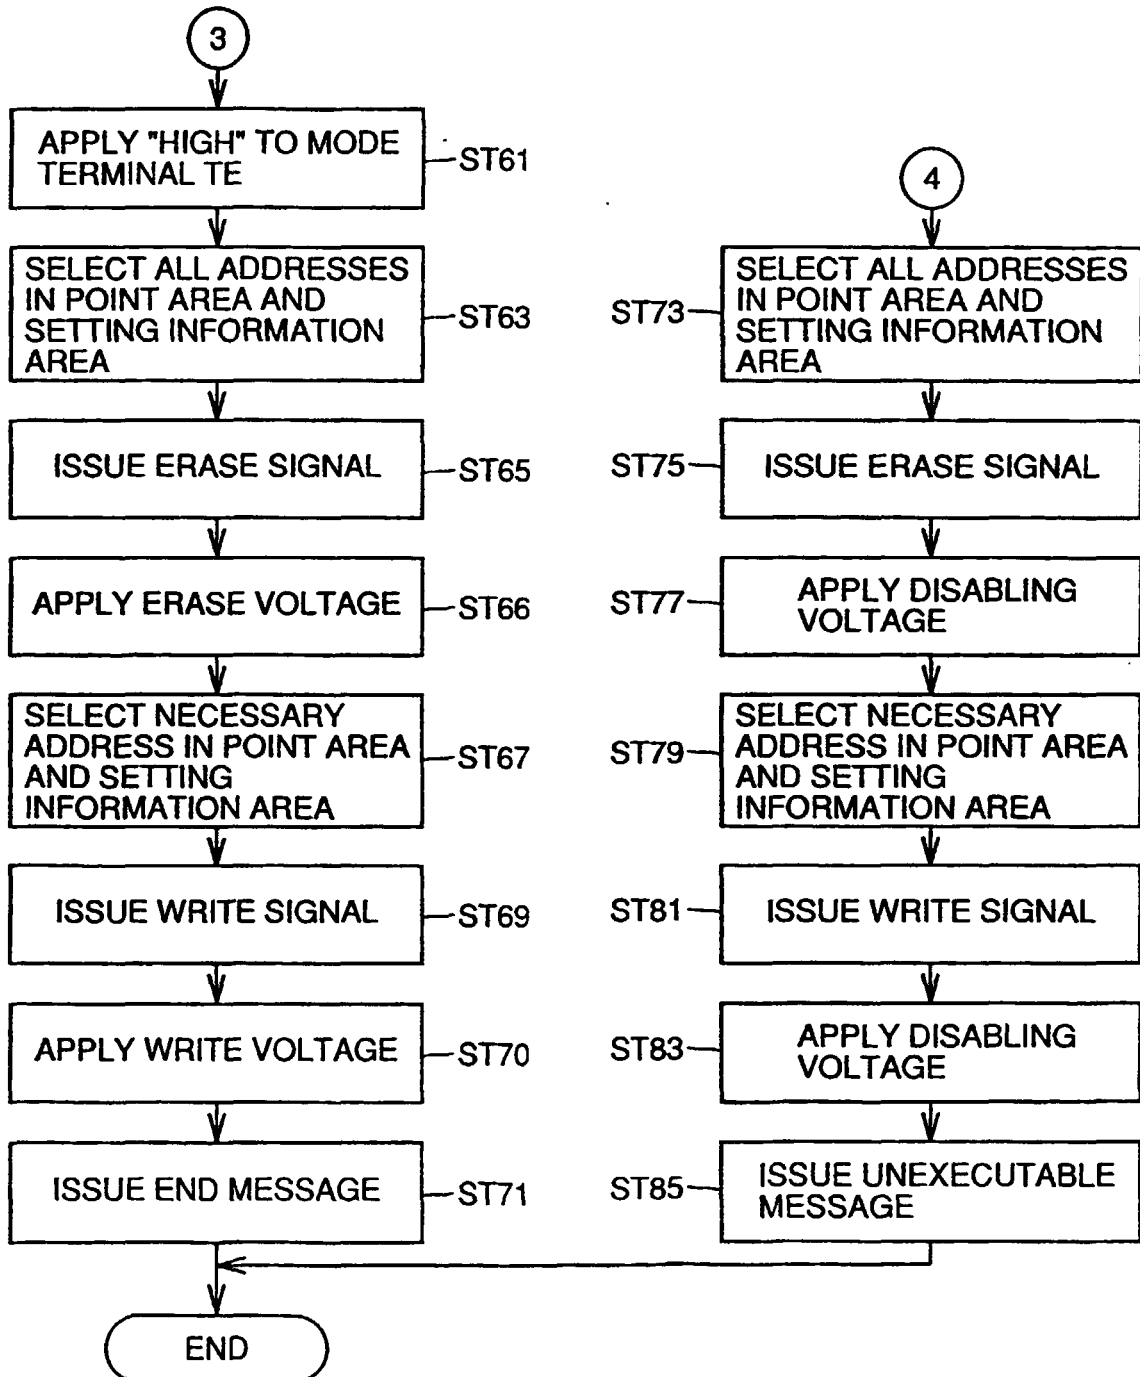 3
APPLY "HIGH" TO MODE
TERMINAL TE
ST61
SELECT ALL ADDRESSES
IN POINT AREA AND
SETTING INFORMATION
AREA
ST63
ISSUE ERASE SIGNAL
ST65
APPLY ERASE VOLTAGE
ST66
SELECT NECESSARY
ADDRESS IN POINT AREA
AND SETTING
INFORMATION AREA
ST67
ISSUE WRITE SIGNAL
ST69
APPLY WRITE VOLTAGE
ST70
ISSUE END MESSAGE
ST71
END
4
SELECT ALL ADDRESSES
IN POINT AREA AND
SETTING INFORMATION
AREA
ST73
ISSUE ERASE SIGNAL
ST75
APPLY DISABLING
VOLTAGE
ST77
SELECT NECESSARY
ADDRESS IN POINT AREA
AND SETTING
INFORMATION AREA
ST79
ISSUE WRITE SIGNAL
ST81
APPLY DISABLING
VOLTAGE
ST83
ISSUE UNEXECUTABLE
MESSAGE
ST85